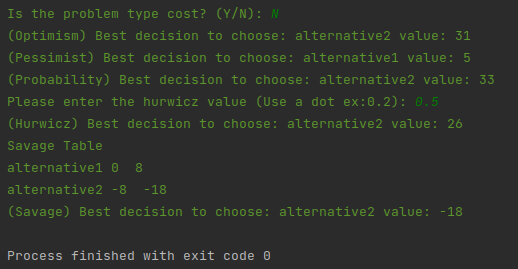 Is the problem type cost? (Y/N): N
(Optimism) Best decision to choose: alternative2 value: 31
(Pessimist) Best decision to choose: alternative1 value: 5
(Probability) Best decision to choose: alternative2 value: 33
Please enter the hurwicz value (Use a dot ex:0.2): 0.5
(Hurwicz) Best decision to choose: alternative2 value: 26
Savage Table
alternative1 0  8
alternative2 -8  -18
(Savage) Best decision to choose: alternative2 value: -18
Process finished with exit code 0